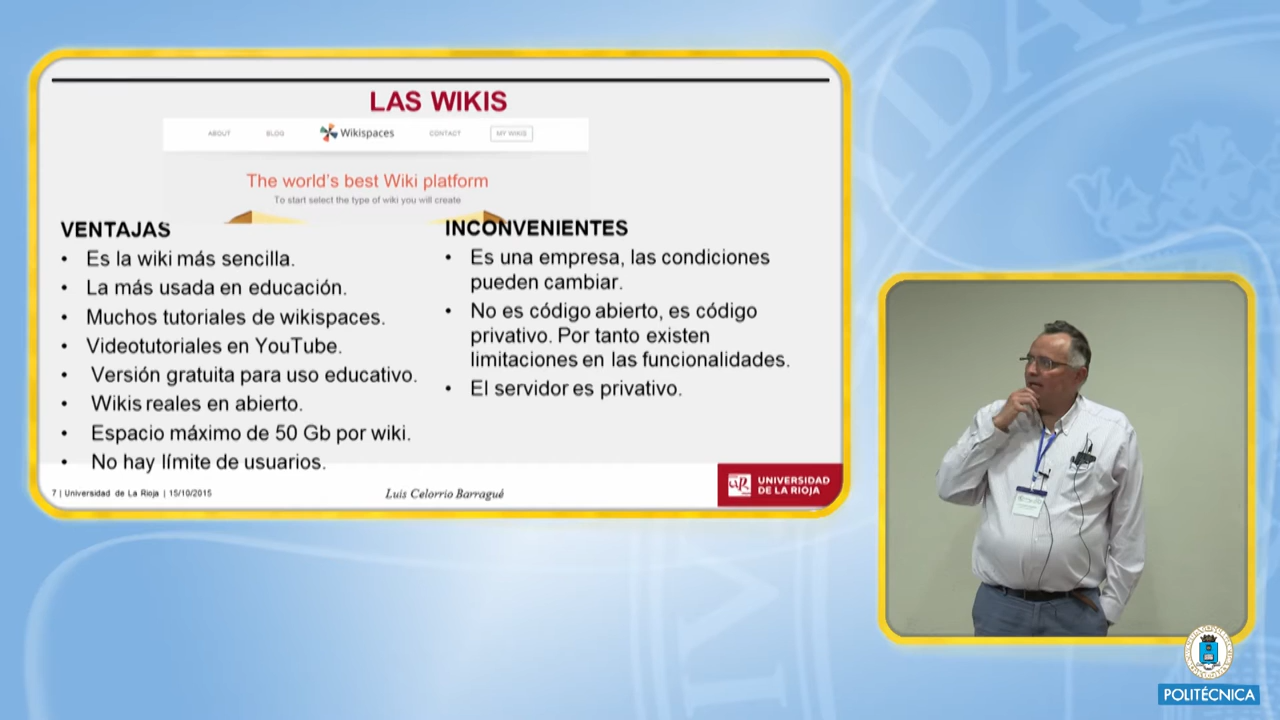 LAS WIKIS
ABOUT BLOG Wikispaces CONTACT MY WIKIS
The world's best Wiki platform
To start select the type of wiki you will create
VENTAJAS
• Es la wiki más sencilla.
• La más usada en educación.
• Muchos tutoriales de wikispaces.
• Videotutoriales en YouTube.
• Versión gratuita para uso educativo.
• Wikis reales en abierto.
• Espacio máximo de 50 Gb por wiki.
• No hay límite de usuarios.
INCONVENIENTES
• Es una empresa, las condiciones
pueden cambiar.
• No es código abierto, es código
privativo. Por tanto existen
limitaciones en las funcionalidades.
• El servidor es privativo.
7 | Universidad de La Rioja | 15/10/2015
Luis Celorrio Barragué
UNIVERSIDAD
DE LA RIOJA
POLITÉCNICA